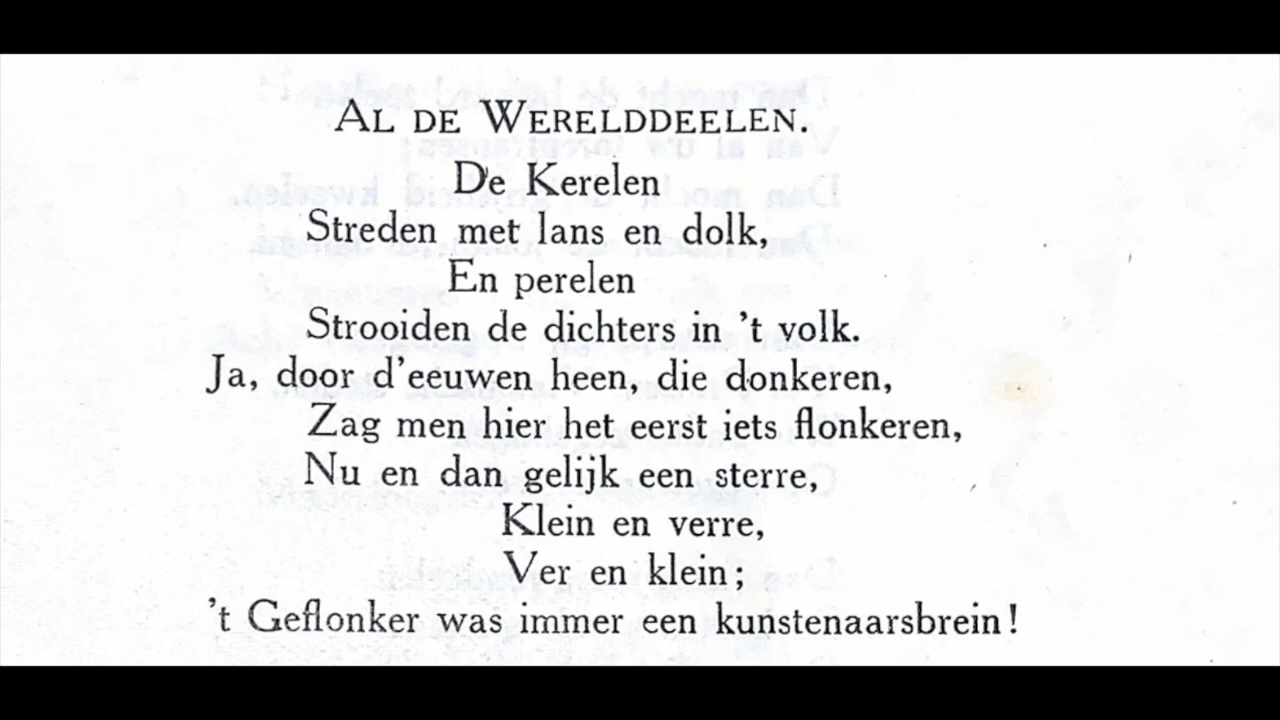 AL DE WERELDDEELEN.
De Kerelen
Streden met lans en dolk,
En perelen
Strooiden de dichters in 't volk.
Ja, door d'eeuwen heen, die donkeren,
Zag men hier het eerst iets flonkeren,
Nu en dan gelijk een sterre,
Klein en verre,
Ver en klein;
't Geflonker was immer een kunstenaarsbrein!